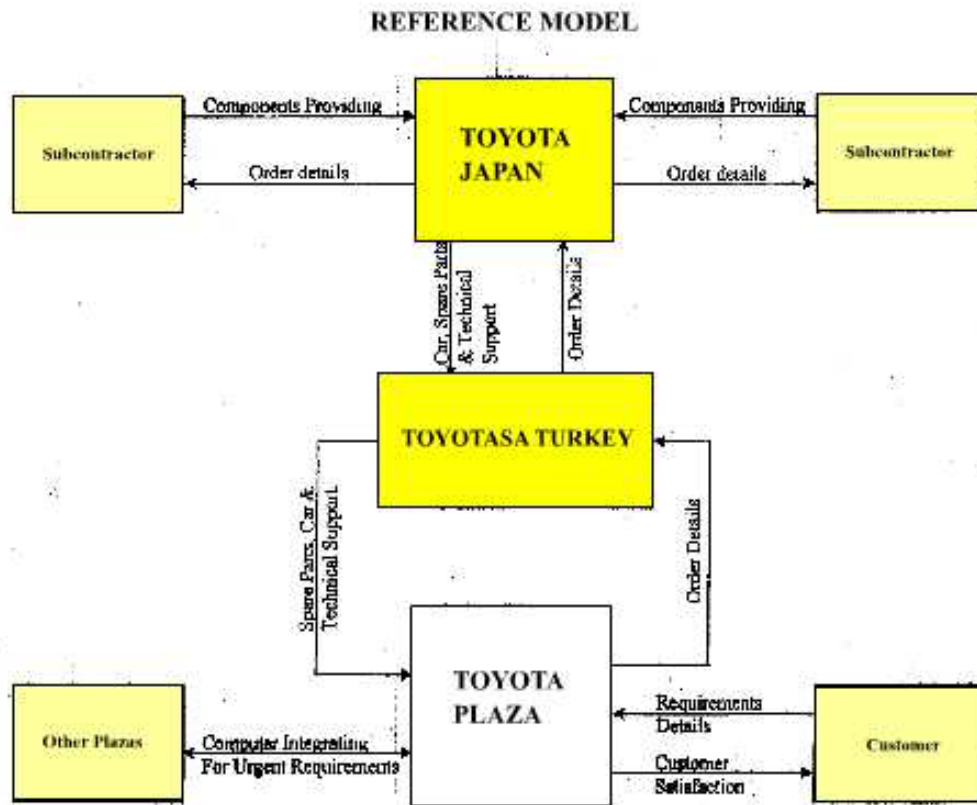 REFERENCE MODEL
Components Providing
Components Providing
TOYOTA
JAPAN
Subcontractor
Subcontractor
Order details
Order details
Car, Spare Parts
& Technical
Support
Order Details
TOYOTASA TURKEY
Spare Parts, Car &
Technical Support
Order Details
TOYOTA
PLAZA
Requirements
Details
Other Plazas
Computer Integrating
For Urgent Requirements
Customer
Customer
Satisfaction